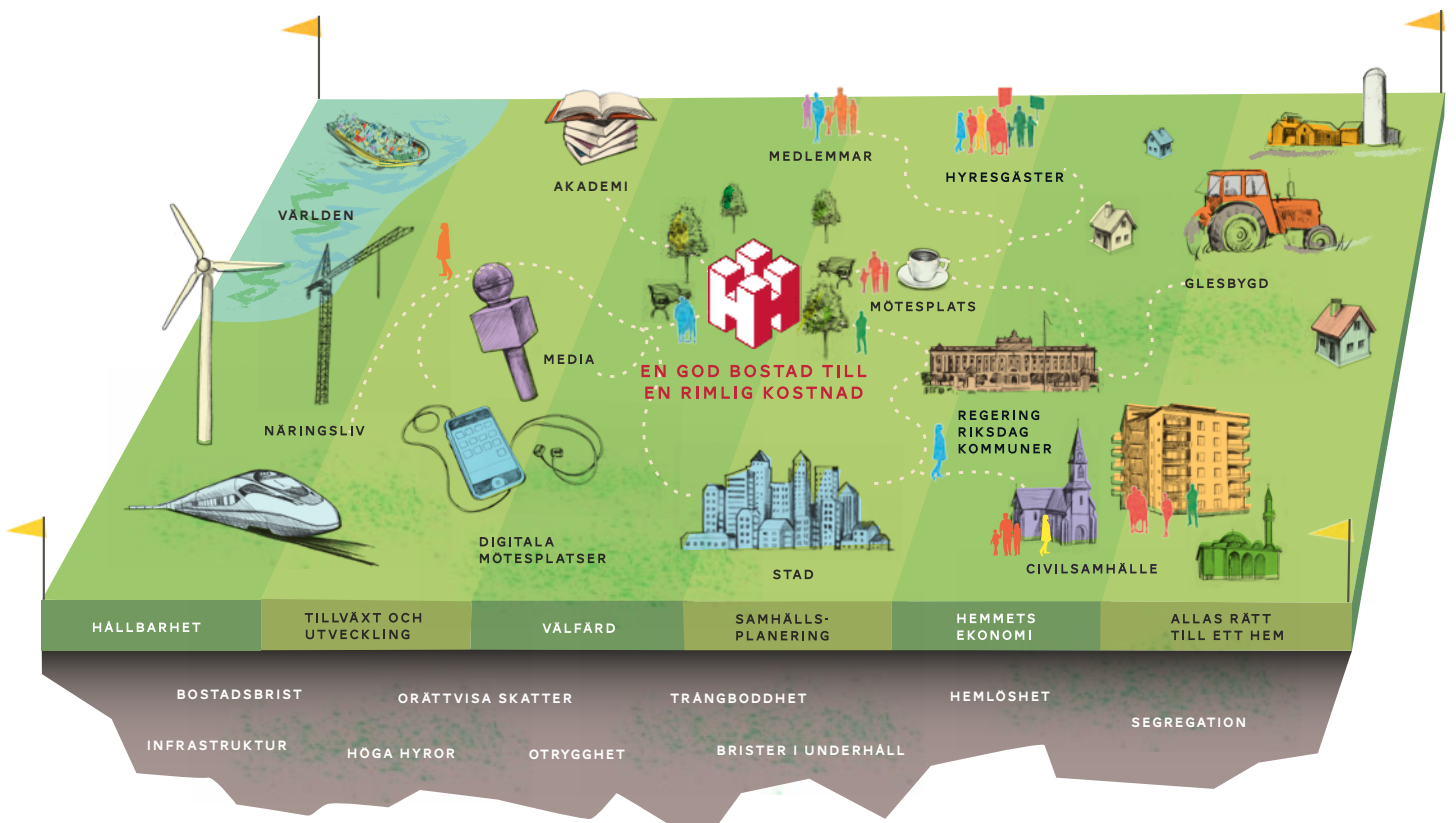 AKADEMI
MEDLEMMAR
HYRESGÄSTER
VÄRLDEN
GLESBYGD
MÖTESPLATS
MEDIA
EN GOD BOSTAD TILL
EN RIMLIG KOSTNAD
NÄRINGSLIV
REGERING
RIKSDAG
KOMMUNER
DIGITALA
MÖTESPLATSER
STAD
CIVILSAMHÄLLE
HÅLLBARHET
TILLVÄXT OCH
UTVECKLING
VÄLFÄRD
SAMHÄLLS-
PLANERING
HEMMETS
EKONOMI
ALLAS RÄTT
TILL ETT HEM
BOSTADSBRIST
ORÄTTVISA SKATTER
TRÅNGBODDHET
HEMLÖSHET
SEGREGATION
INFRASTRUKTUR
HÖGA HYROR
OTRYGGHET
BRISTER I UNDERHÅLL